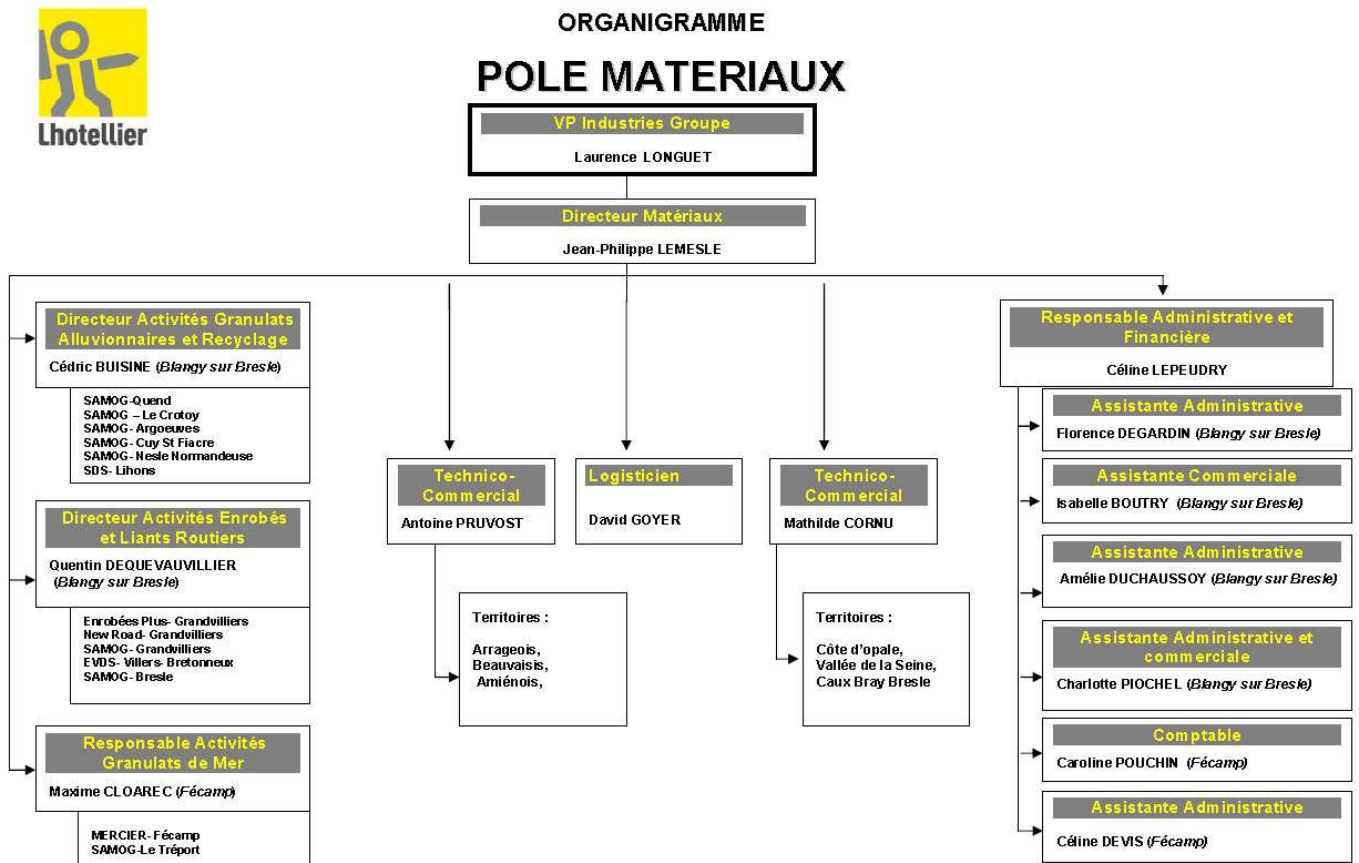 Lhotellier
ORGANIGRAMME
POLE MATERIAUX
VP Industries Groupe
Laurence LONGUET
Directeur Matériaux
Jean-Philippe LEMESLE
Directeur Activités Granulats
Alluvionnaires et Recyclage
Cédric BUISINE (Blangy sur Bresle)
SAMOG-Quend
SAMOG – Le Crotoy
SAMOG- Argoeuves
SAMOG- Cuy St Fiacre
SAMOG- Nesle Normandeuse
SDS- Lihons
Directeur Activités Enrobés
et Liants Routiers
Quentin DEQUEVAUVILLIER
(Blangy sur Bresle)
Enrobées Plus- Grandvilliers
New Road- Grandvilliers
SAMOG- Grandvilliers
EVDS- Villers- Bretonneux
SAMOG- Bresle
Responsable Activités
Granulats de Mer
Maxime CLOAREC (Fécamp)
MERCIER- Fécamp
SAMOG-Le Tréport
Technico-
Commercial
Antoine PRUVOST
Territoires :
Arrageois,
Beauvaisis,
Amiénois,
Logisticien
David GOYER
Technico-
Commercial
Mathilde CORNU
Territoires :
Côte d'opale,
Vallée de la Seine,
Caux Bray Bresle
Responsable Administrative et
Financière
Céline LEPEUDRY
Assistante Administrative
Florence DEGARDIN (Blangy sur Bresle)
Assistante Commerciale
Isabelle BOUTRY (Blangy sur Bresle)
Assistante Administrative
Amélie DUCHAUSSOY (Blangy sur Bresle)
Assistante Administrative et
commerciale
Charlotte PIOCHEL (Blangy sur Bresle)
Comptable
Caroline POUCHIN (Fécamp)
Assistante Administrative
Céline DEVIS (Fécamp)